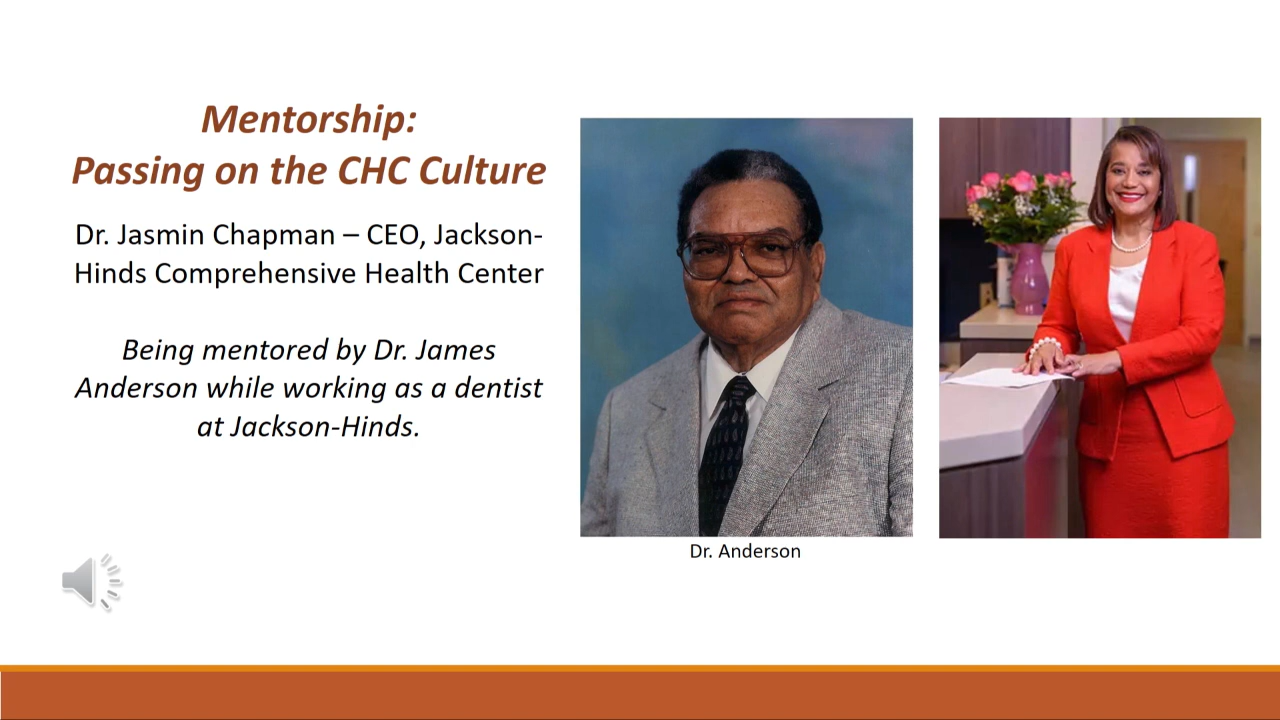 Mentorship:
Passing on the CHC Culture
Dr. Jasmin Chapman – CEO, Jackson-
Hinds Comprehensive Health Center
Being mentored by Dr. James
Anderson while working as a dentist
at Jackson-Hinds.
Dr. Anderson